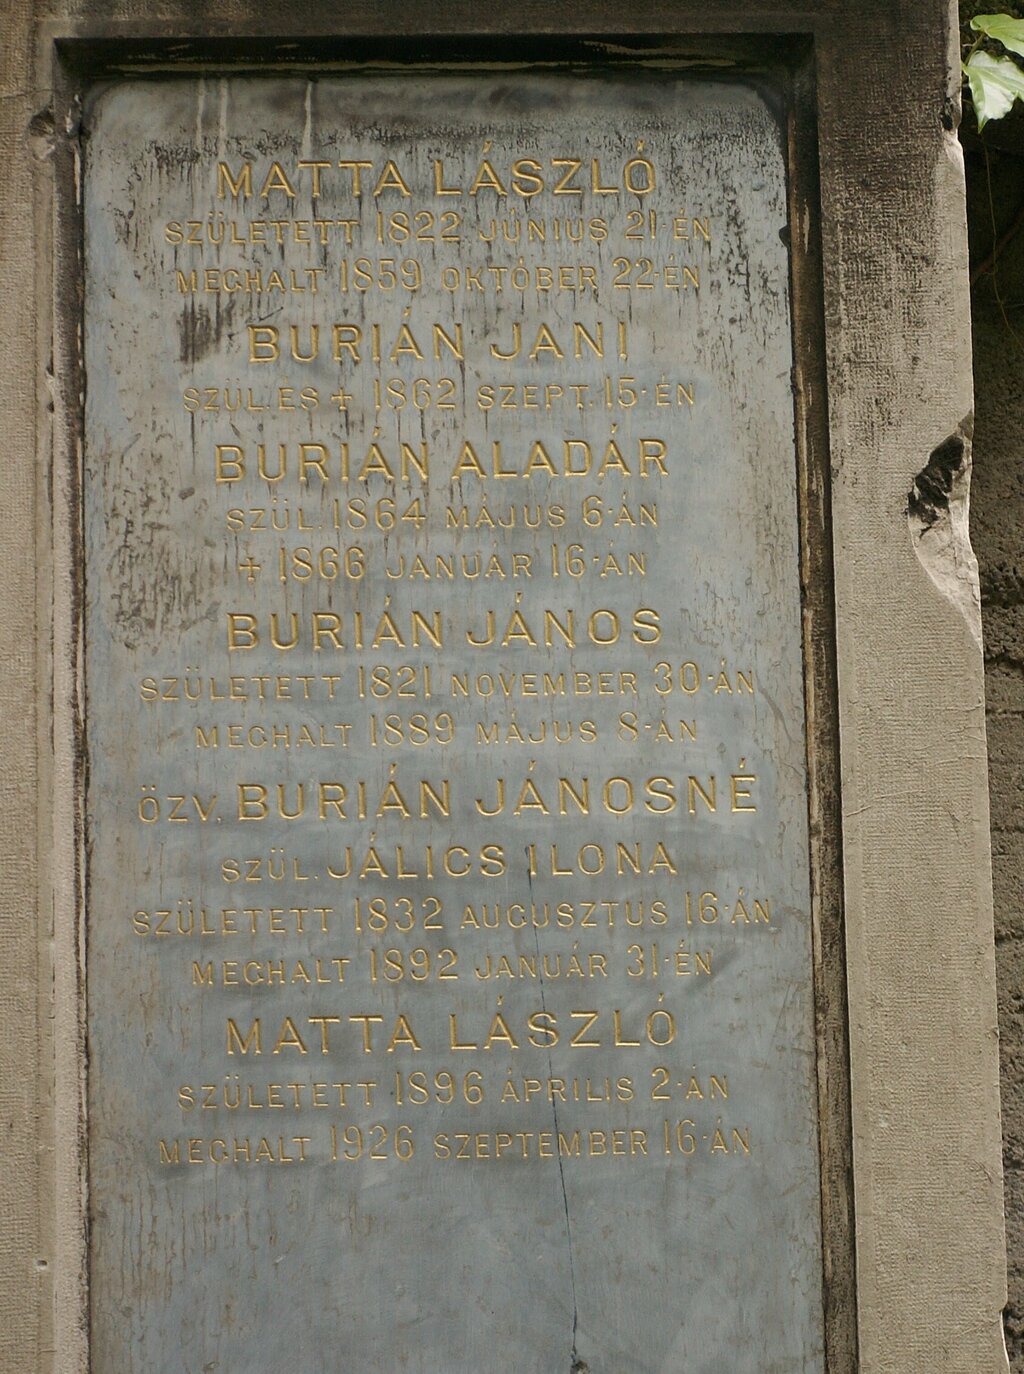 MATTA LÁSZLÓ
SZÜLETETT 1822 JÚNIUS 21-ÉN
MEGHALT 1859 OKTÓBER 22-ÉN
BURIÁN JANI
SZÜL. ES + 1862 SZEPT. 15-ÉN
BURIÁN ALADÁR
SZÜL. 1864 MÁJUS 6-ÁN
+ 1866 JANUÁR 16-ÁN
BURIÁN JÁNOS
SZÜLETETT 1821 NOVEMBER 30-ÁN
MEGHALT 1889 MÁJUS 8-ÁN
ÖZV. BURIÁN JÁNOSNÉ
SZÜL. JÁLICS ILONA
SZÜLETETT 1832 AUGUSZTUS 16-ÁN
MEGHALT 1892 JANUÁR 31-ÉN
MATTA LÁSZLÓ
SZÜLETETT 1896 ÁPRILIS 2-ÁN
MEGHALT 1926 SZEPTEMBER 16-ÁN